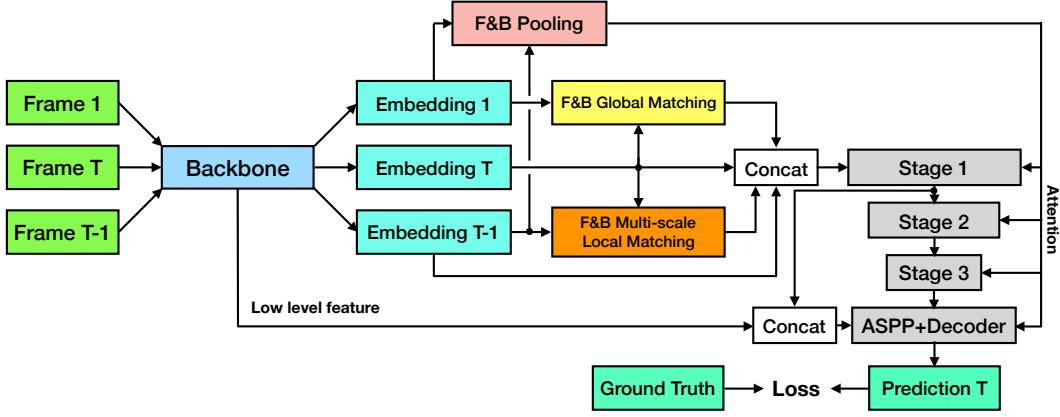 F&B Pooling
Frame 1
Embedding 1
F&B Global Matching
Frame T
Backbone
Embedding T
Concat
Stage 1
Frame T-1
Embedding T-1
F&B Multi-scale
Local Matching
Stage 2
Attention
Stage 3
Low level feature
Concat
ASPP+Decoder
Ground Truth
Loss
Prediction T